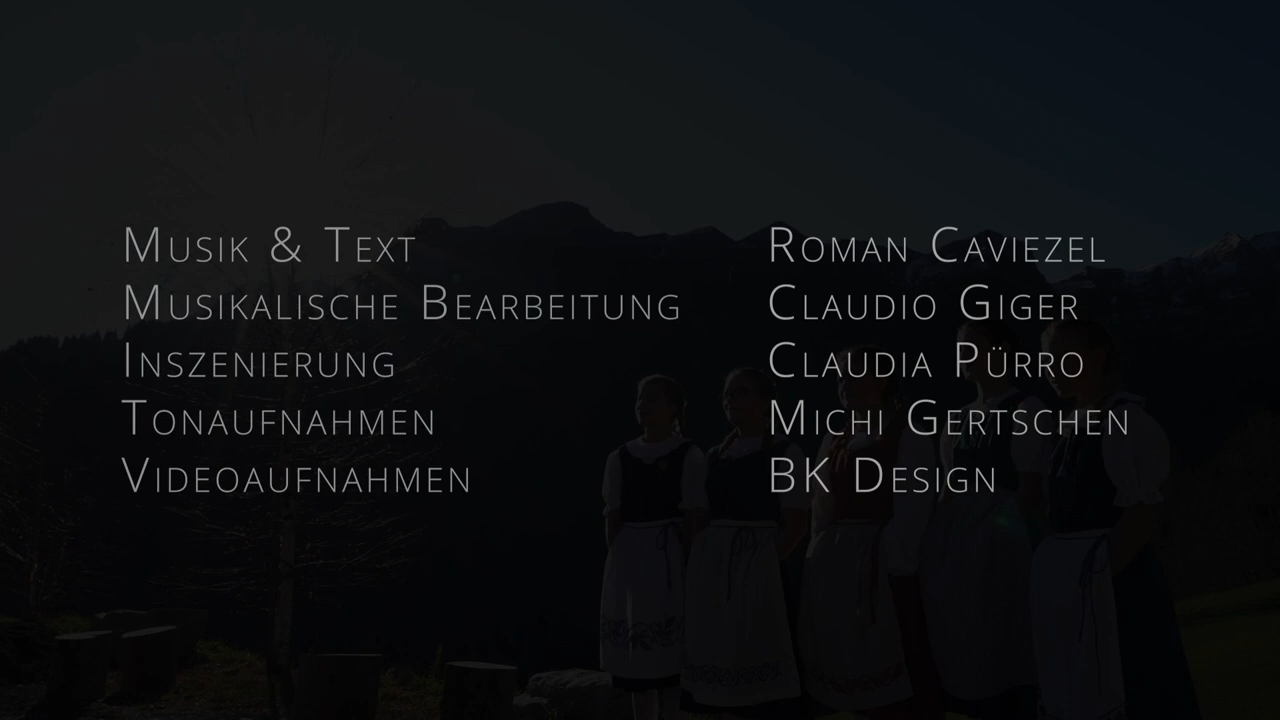 Musik & Text Roman Caviezel
Musikalische Bearbeitung Claudio Giger
Inszenierung Claudia Pürro
Tonaufnahmen Michi Gertschen
Videoaufnahmen BK Design